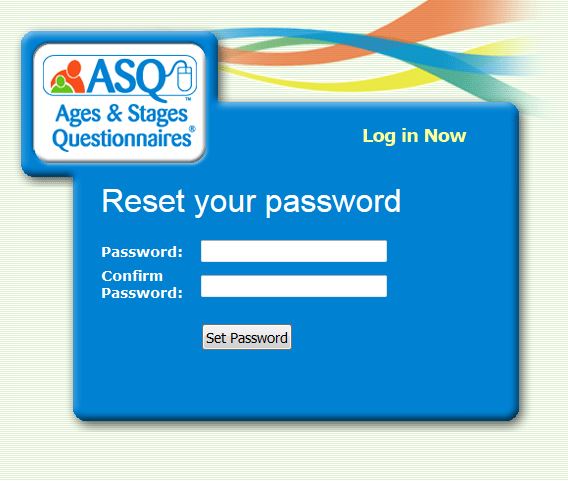 ASQ™
Ages & Stages
Questionnaires®
Log in Now
Reset your password
Password:
Confirm
Password:
Set Password